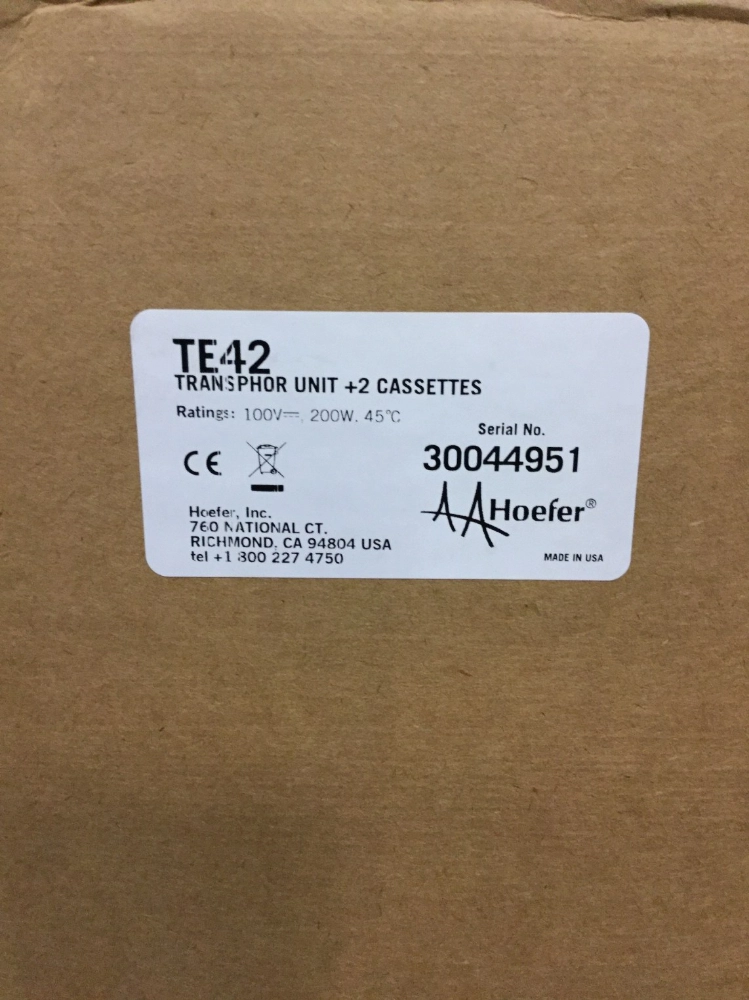 TE42
TRANSPHOR UNIT +2 CASSETTES
Ratings: 100V⎓, 200W. 45°C
Serial No.
30044951
CE
Hoefer®
Hoefer, Inc.
760 NATIONAL CT.
RICHMOND, CA 94804 USA
tel +1 800 227 4750
MADE IN USA